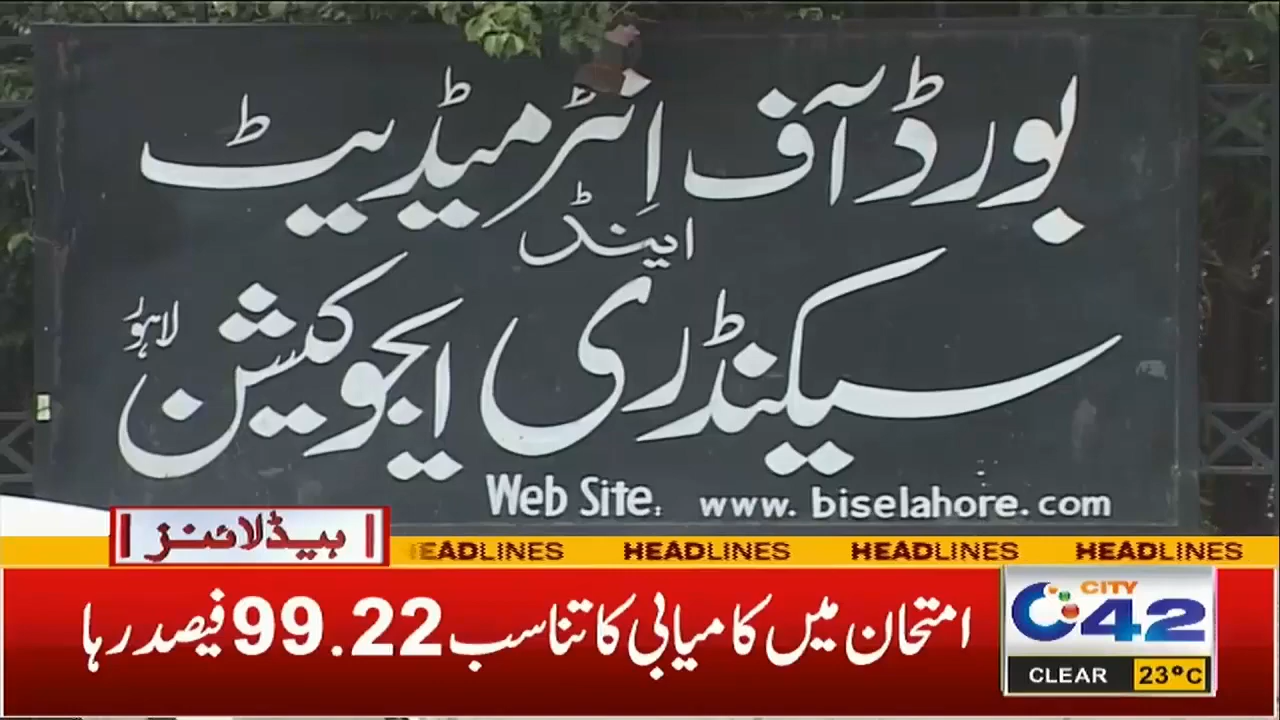 بورڈ آف انٹرمیڈیٹ
اینڈ
سیکنڈری ایجوکیشن لاہور
Web Site: www.biselahore.com
ہیڈلائنز
HEADLINES HEADLINES HEADLINES HEADLINES
امتحان میں کامیابی کا تناسب 99.22 فیصد رہا
CITY
42
CLEAR 23°C